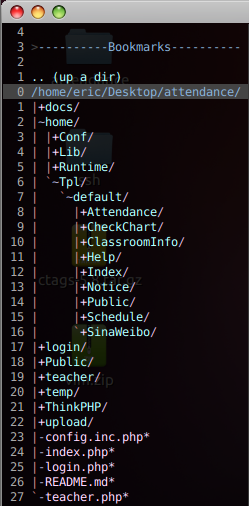 4
3 >----------Bookmarks----------
2
1 .. (up a dir)
0 /home/eric/Desktop/attendance/
1 |+docs/
2 |~home/
3 | |+Conf/
4 | |+Lib/
5 | |+Runtime/
6 | `~Tpl/
7 |   `~default/
8 |     |+Attendance/
9 |     |+CheckChart/
10 |     |+ClassroomInfo/
11 |     |+Help/
12 |     |+Index/
13 |     |+Notice/
14 |     |+Public/
15 |     |+Schedule/
16 |     `+SinaWeibo/
17 |+login/
18 |+Public/
19 |+teacher/
20 |+temp/
21 |+ThinkPHP/
22 |+upload/
23 |-config.inc.php*
24 |-index.php*
25 |-login.php*
26 |-README.md*
27 `-teacher.php*